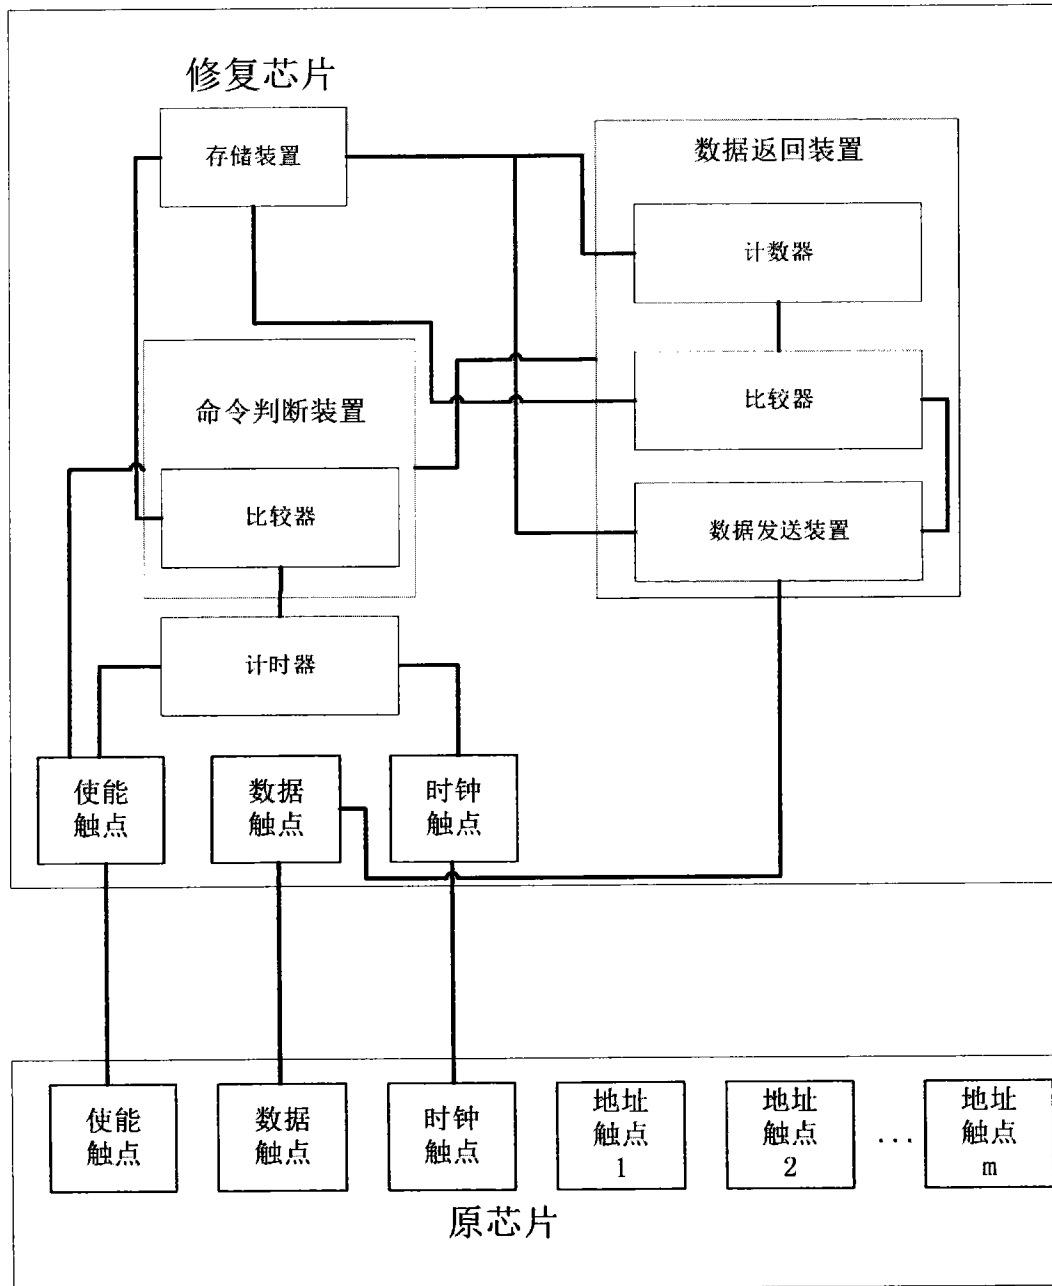 修复芯片
存储装置
数据返回装置
计数器
比较器
命令判断装置
比较器
数据发送装置
计时器
使能
触点
数据
触点
时钟
触点
使能
触点
数据
触点
时钟
触点
地址
触点
1
地址
触点
2
...
地址
触点
m
原芯片